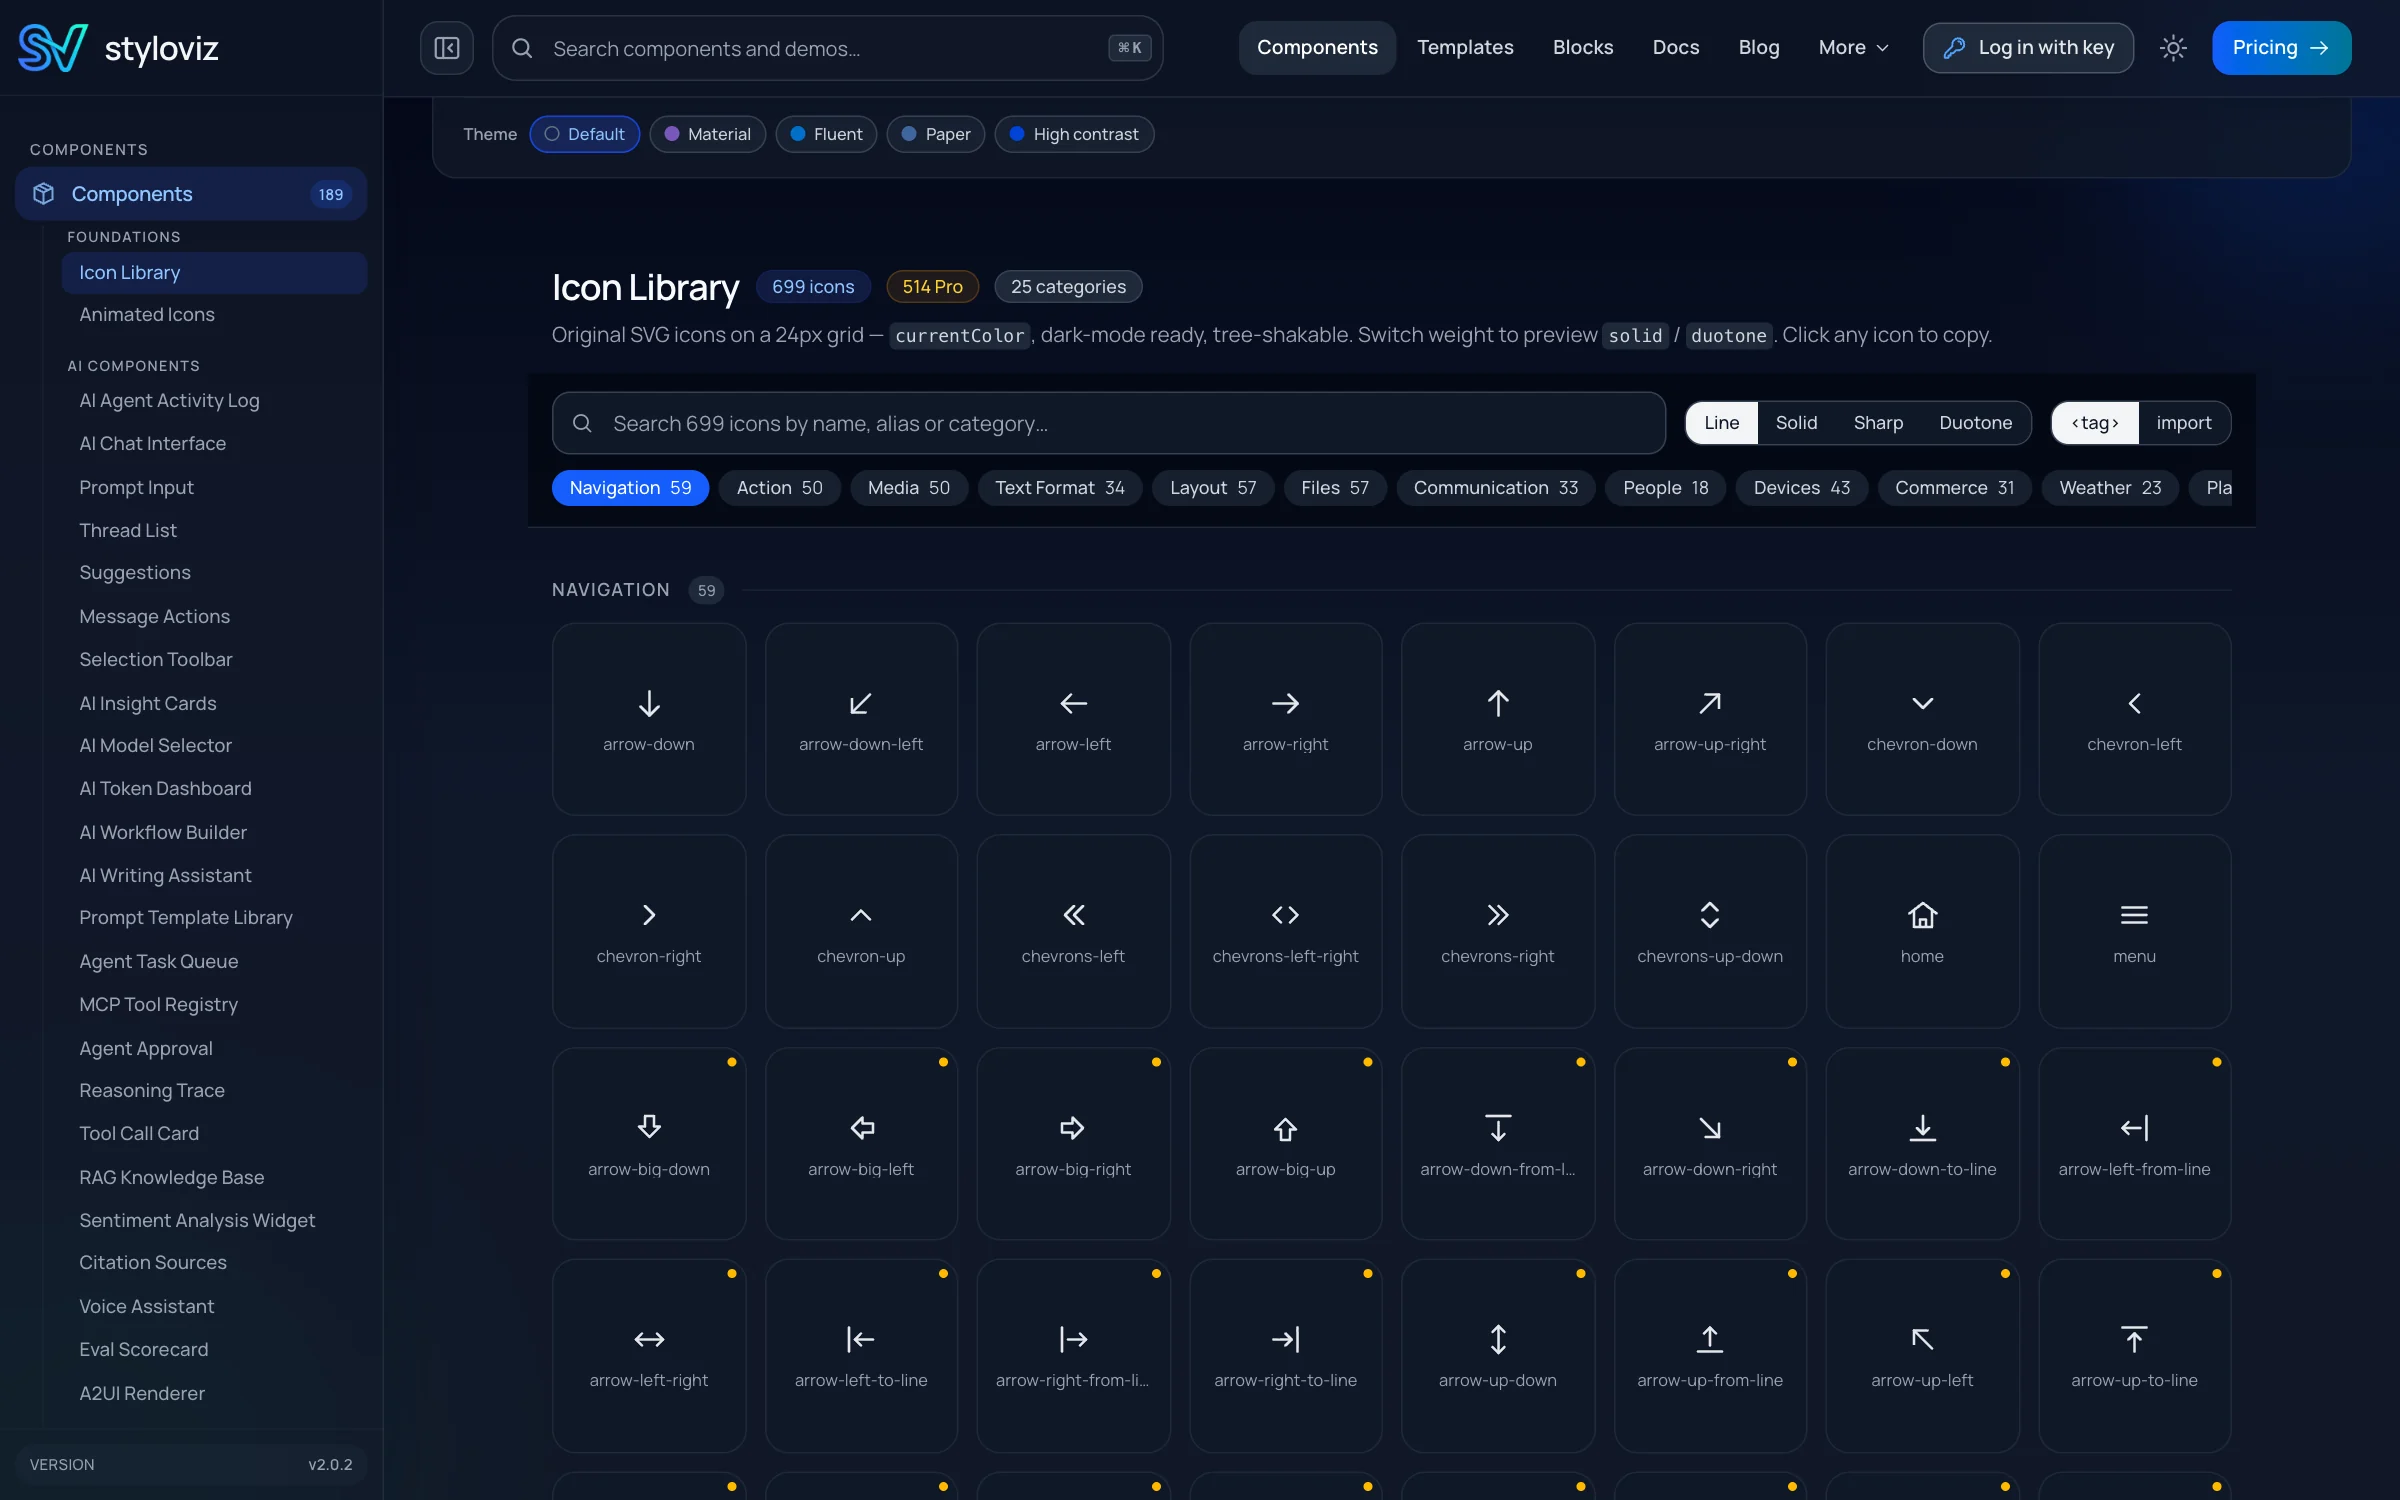 styloviz
Search components and demos...
⌘K
Components
Templates
Blocks
Docs
Blog
More
Log in with key
Pricing →
COMPONENTS
Components 189
FOUNDATIONS
Icon Library
Animated Icons
AI COMPONENTS
AI Agent Activity Log
AI Chat Interface
Prompt Input
Thread List
Suggestions
Message Actions
Selection Toolbar
AI Insight Cards
AI Model Selector
AI Token Dashboard
AI Workflow Builder
AI Writing Assistant
Prompt Template Library
Agent Task Queue
MCP Tool Registry
Agent Approval
Reasoning Trace
Tool Call Card
RAG Knowledge Base
Sentiment Analysis Widget
Citation Sources
Voice Assistant
Eval Scorecard
A2UI Renderer
VERSION v2.0.2
Theme Default Material Fluent Paper High contrast
Icon Library 699 icons 514 Pro 25 categories
Original SVG icons on a 24px grid — currentColor, dark-mode ready, tree-shakable. Switch weight to preview solid / duotone. Click any icon to copy.
Search 699 icons by name, alias or category...
Line Solid Sharp Duotone
<tag> import
Navigation 59 Action 50 Media 50 Text Format 34 Layout 57 Files 57 Communication 33 People 18 Devices 43 Commerce 31 Weather 23 Pla
NAVIGATION 59
arrow-down arrow-down-left arrow-left arrow-right arrow-up arrow-up-right chevron-down chevron-left
chevron-right chevron-up chevrons-left chevrons-left-right chevrons-right chevrons-up-down home menu
arrow-big-down arrow-big-left arrow-big-right arrow-big-up arrow-down-from-l... arrow-down-right arrow-down-to-line arrow-left-from-line
arrow-left-right arrow-left-to-line arrow-right-from-li... arrow-right-to-line arrow-up-down arrow-up-from-line arrow-up-left arrow-up-to-line